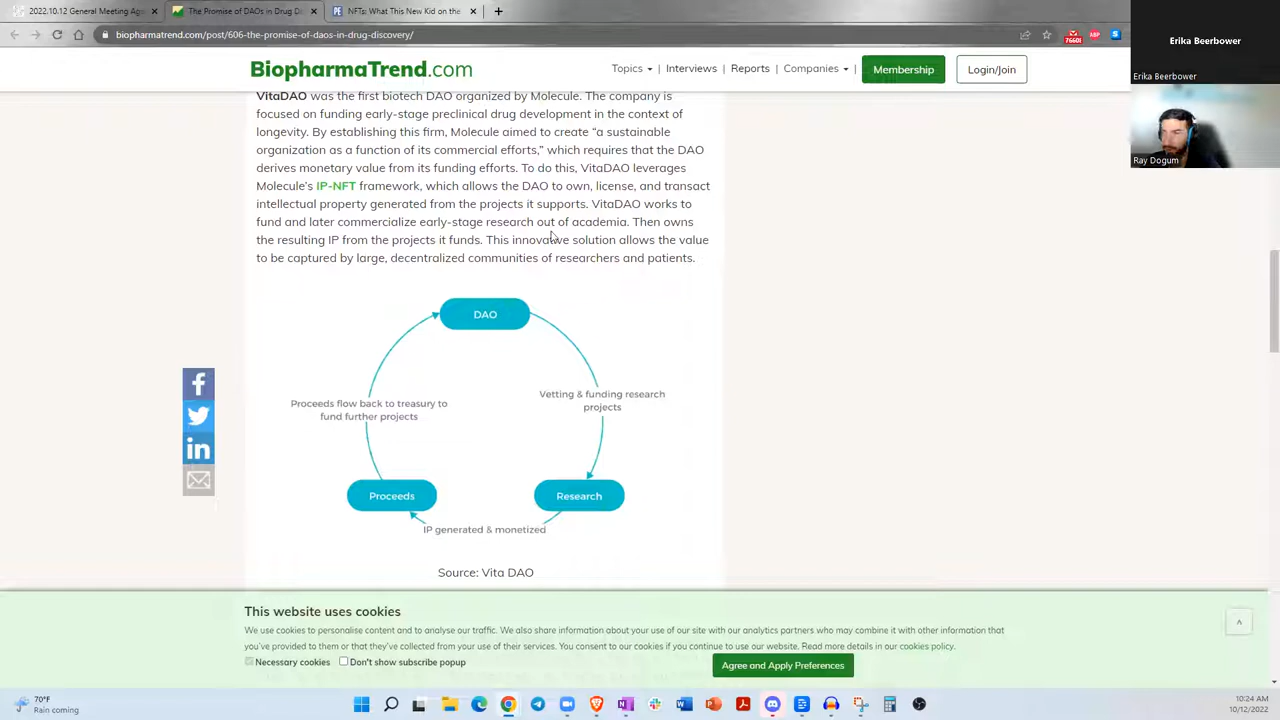 2022.10.12 General Meeting Age
The Promise of DAOs in Drug D
NFTs: What This New Kid on the
biopharmatrend.com/post/606-the-promise-of-daos-in-drug-discovery/
BiopharmaTrend.com
Topics | Interviews | Reports | Companies |
Membership
Login/Join
VitaDAO was the first biotech DAO organized by Molecule. The company is
focused on funding early-stage preclinical drug development in the context of
longevity. By establishing this firm, Molecule aimed to create “a sustainable
organization as a function of its commercial efforts,” which requires that the DAO
derives monetary value from its funding efforts. To do this, VitaDAO leverages
Molecule’s IP-NFT framework, which allows the DAO to own, license, and transact
intellectual property generated from the projects it supports. VitaDAO works to
fund and later commercialize early-stage research out of academia. Then owns
the resulting IP from the projects it funds. This innovative solution allows the value
to be captured by large, decentralized communities of researchers and patients.
DAO
Vetting & funding research
projects
Proceeds flow back to treasury to
fund further projects
Proceeds
Research
IP generated & monetized
Source: Vita DAO
This website uses cookies
We use cookies to personalise content and to analyse our traffic. We also share information about your use of our site with our analytics partners who may combine it with other information that
you’ve provided to them or that they’ve collected from your use of their services. You consent to our cookies if you continue to use our website. Read more details in our cookies policy.
Necessary cookies Don't show subscribe popup
Agree and Apply Preferences
Erika Beerbower
Erika Beerbower
Ray Dogum
70°F
Rain coming
10:24 AM
10/12/2022